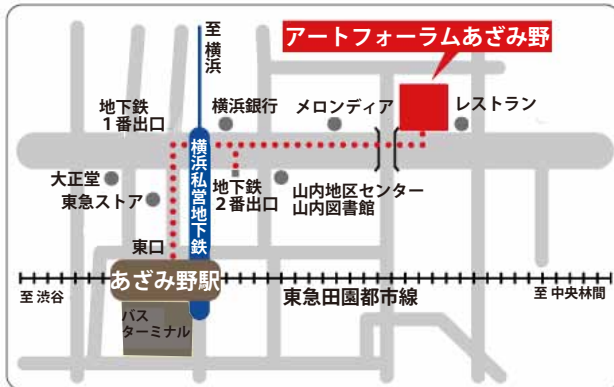 至横浜
アートフォーラムあざみ野
地下鉄
1番出口
横浜銀行
メロンディア
レストラン
横浜私営地下鉄
大正堂
東急ストア
地下鉄
2番出口
山内地区センター
山内図書館
東口
あざみ野駅
至 渋谷
東急田園都市線
至 中央林間
バス
ターミナル